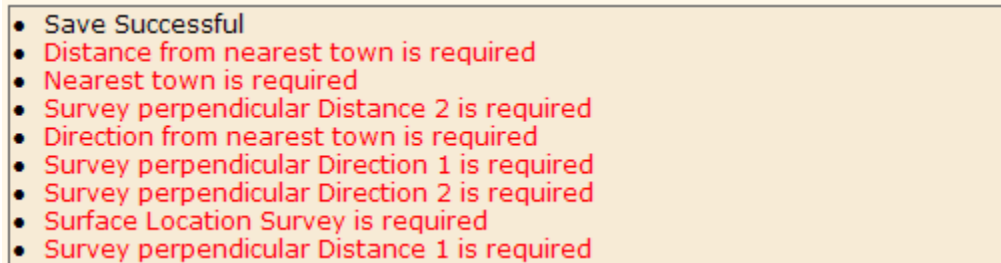 Save Successful
Distance from nearest town is required
Nearest town is required
Survey perpendicular Distance 2 is required
Direction from nearest town is required
Survey perpendicular Direction 1 is required
Survey perpendicular Direction 2 is required
Surface Location Survey is required
Survey perpendicular Distance 1 is required